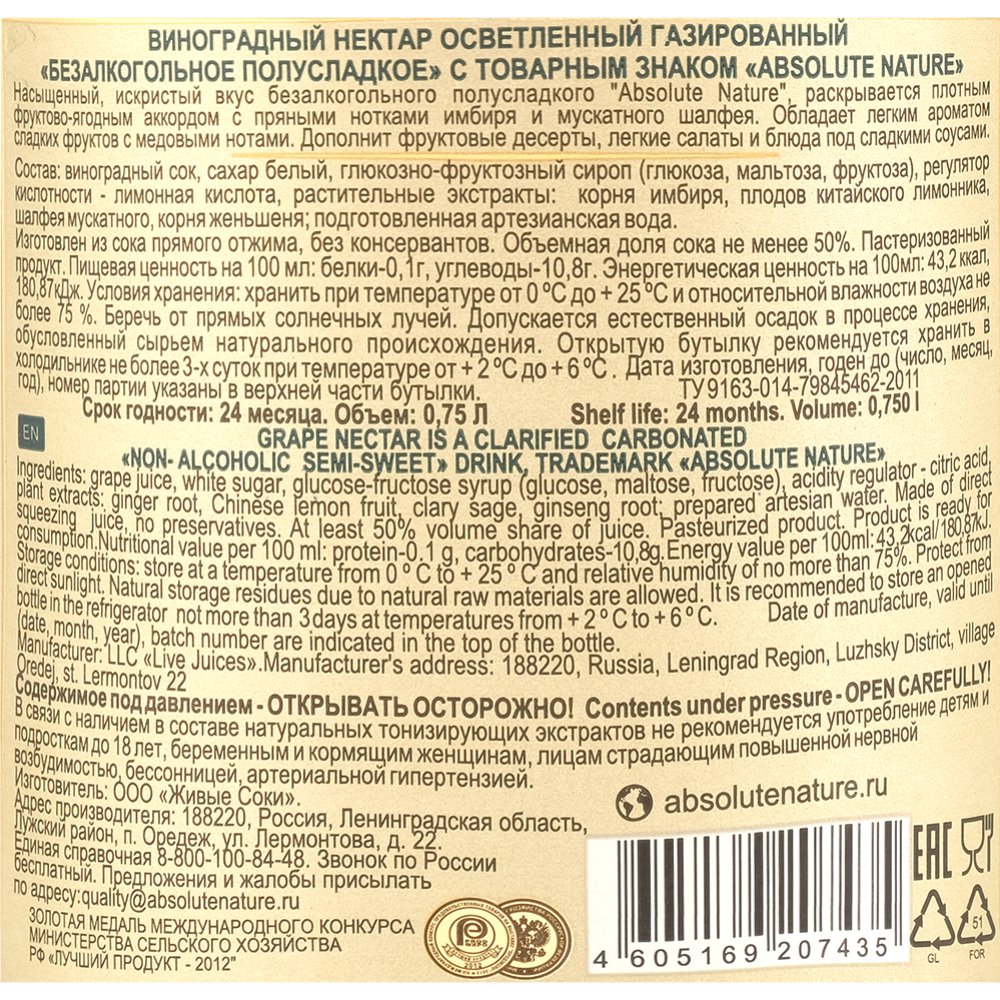 ВИНОГРАДНЫЙ НЕКТАР ОСВЕТЛЕННЫЙ ГАЗИРОВАННЫЙ
«БЕЗАЛКОГОЛЬНОЕ ПОЛУСЛАДКОЕ» С ТОВАРНЫМ ЗНАКОМ «ABSOLUTE NATURE»
Насыщенный, искристый вкус безалкогольного полусладкого "Absolute Nature", раскрывается плотным
фруктово-ягодным аккордом с пряными нотками имбиря и мускатного шалфея. Обладает легким ароматом
сладких фруктов с медовыми нотами. Дополнит фруктовые десерты, легкие салаты и блюда под сладкими соусами.
Состав: виноградный сок, сахар белый, глюкозно-фруктозный сироп (глюкоза, мальтоза, фруктоза), регулятор
кислотности - лимонная кислота, растительные экстракты: корня имбиря, плодов китайского лимонника,
шалфея мускатного, корня женьшеня; подготовленная артезианская вода.
Изготовлен из сока прямого отжима, без консервантов. Объемная доля сока не менее 50%. Пастеризованный
продукт. Пищевая ценность на 100 мл: белки-0,1г, углеводы-10,8г. Энергетическая ценность на 100мл: 43,2 ккал,
180,87кДж. Условия хранения: хранить при температуре от 0 ºС до + 25 ºС и относительной влажности воздуха не
более 75 %. Беречь от прямых солнечных лучей. Допускается естественный осадок в процессе хранения,
обусловленный сырьем натурального происхождения. Открытую бутылку рекомендуется хранить в
холодильнике не более 3-х суток при температуре от + 2 ºС до + 6 ºС . Дата изготовления, годен до (число, месяц,
год), номер партии указаны в верхней части бутылки. ТУ 9163-014-79845462-2011
Срок годности: 24 месяца. Объем: 0,75 Л Shelf life: 24 months. Volume: 0,750 l
EN
GRAPE NECTAR IS A CLARIFIED CARBONATED
«NON- ALCOHOLIC SEMI-SWEET» DRINK, TRADEMARK «ABSOLUTE NATURE»
Ingredients: grape juice, white sugar, glucose-fructose syrup (glucose, maltose, fructose), acidity regulator - citric acid,
plant extracts: ginger root, Chinese lemon fruit, clary sage, ginseng root; prepared artesian water. Made of direct
squeezing juice, no preservatives. At least 50% volume share of juice. Pasteurized product. Product is ready for
consumption.Nutritional value per 100 ml: protein-0.1 g, carbohydrates-10,8g.Energy value per 100ml: 43,2kcal/180,87kJ.
Storage conditions: store at a temperature from 0 º C to + 25 º C and relative humidity of no more than 75%. Protect from
direct sunlight. Natural storage residues due to natural raw materials are allowed. It is recommended to store an opened
bottle in the refrigerator not more than 3 days at temperatures from + 2 º C to + 6 º C. Date of manufacture, valid until
(date, month, year), batch number are indicated in the top of the bottle.
Manufacturer: LLC «Live Juices».Manufacturer's address: 188220, Russia, Leningrad Region, Luzhsky District, village
Oredej, st. Lermontov 22
Содержимое под давлением - ОТКРЫВАТЬ ОСТОРОЖНО! Contents under pressure - OPEN CAREFULLY!
В связи с наличием в составе натуральных тонизирующих экстрактов не рекомендуется употребление детям и
подросткам до 18 лет, беременным и кормящим женщинам, лицам страдающим повышенной нервной
возбудимостью, бессонницей, артериальной гипертензией.
Изготовитель: ООО «Живые Соки».
Адрес производителя: 188220, Россия, Ленинградская область,
Лужский район, п. Оредеж, ул. Лермонтова, д. 22.
Единая справочная 8-800-100-84-48. Звонок по России
бесплатный. Предложения и жалобы присылать
по адресу:quality@absolutenature.ru
absolutenature.ru
ЗОЛОТАЯ МЕДАЛЬ МЕЖДУНАРОДНОГО КОНКУРСА
МИНИСТЕРСТВА СЕЛЬСКОГО ХОЗЯЙСТВА
РФ "ЛУЧШИЙ ПРОДУКТ - 2012"
2012
4 605169 207435
EAC
GL
51
FOR